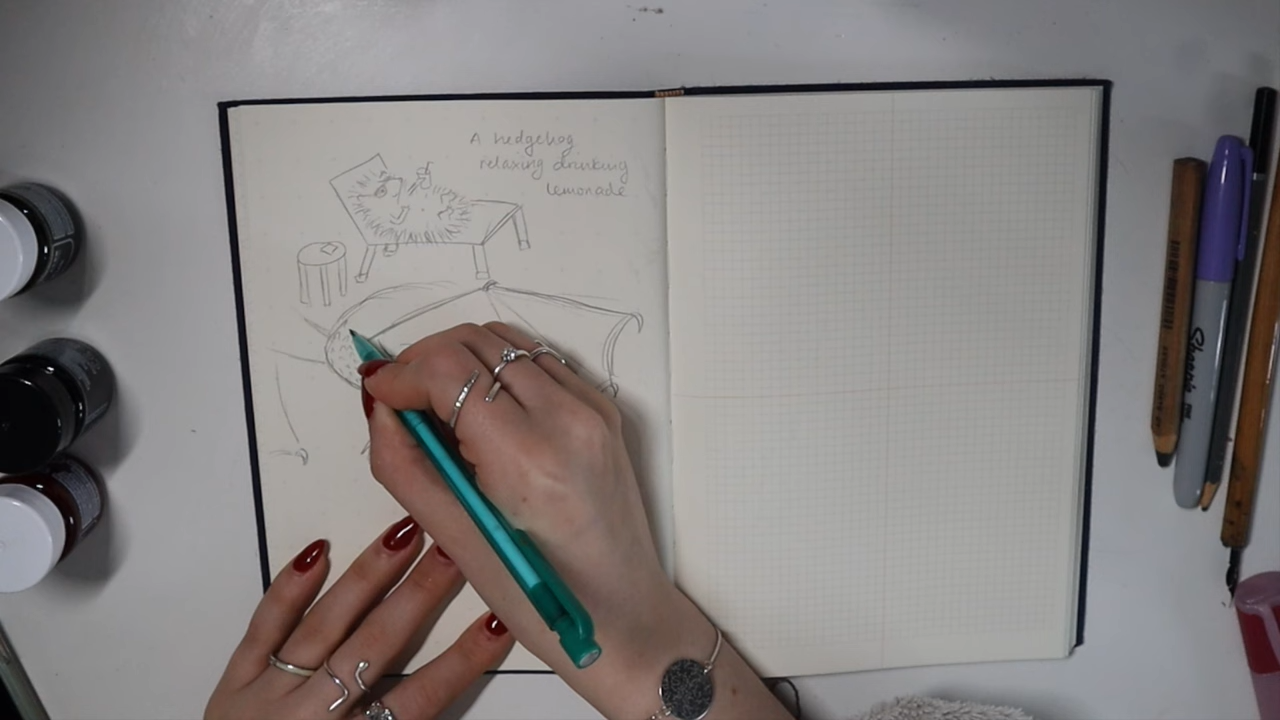 A hedgehog
relaxing drinking
lemonade
Sharpie